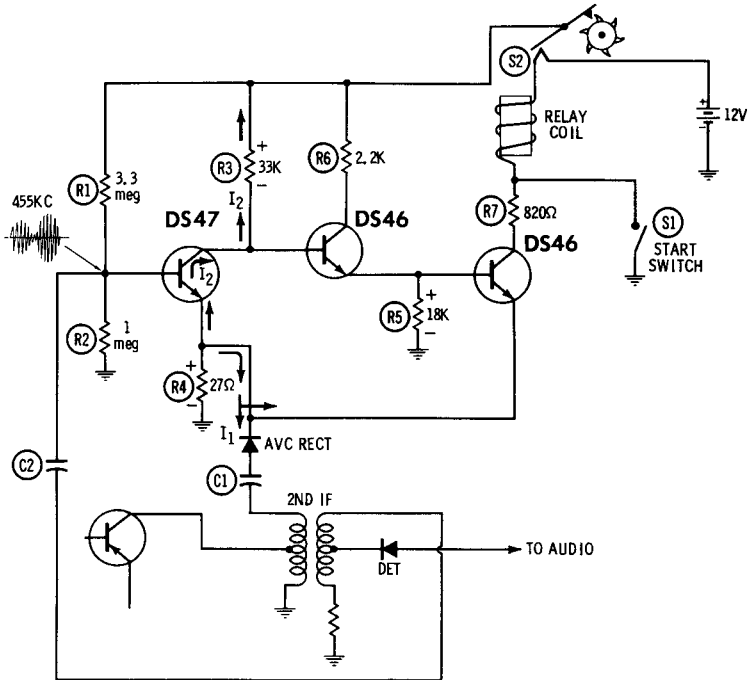 S2
+
-
12V
RELAY
COIL
R1
3.3
meg
R3
+
33K
-
R6
2.2K
I2
455KC
DS47
DS46
R7
820Ω
DS46
S1
START
SWITCH
I2
R2
1
meg
R5
+
18K
-
R4
+
27Ω
-
I1
AVC RECT
C2
C1
2ND IF
DET
TO AUDIO